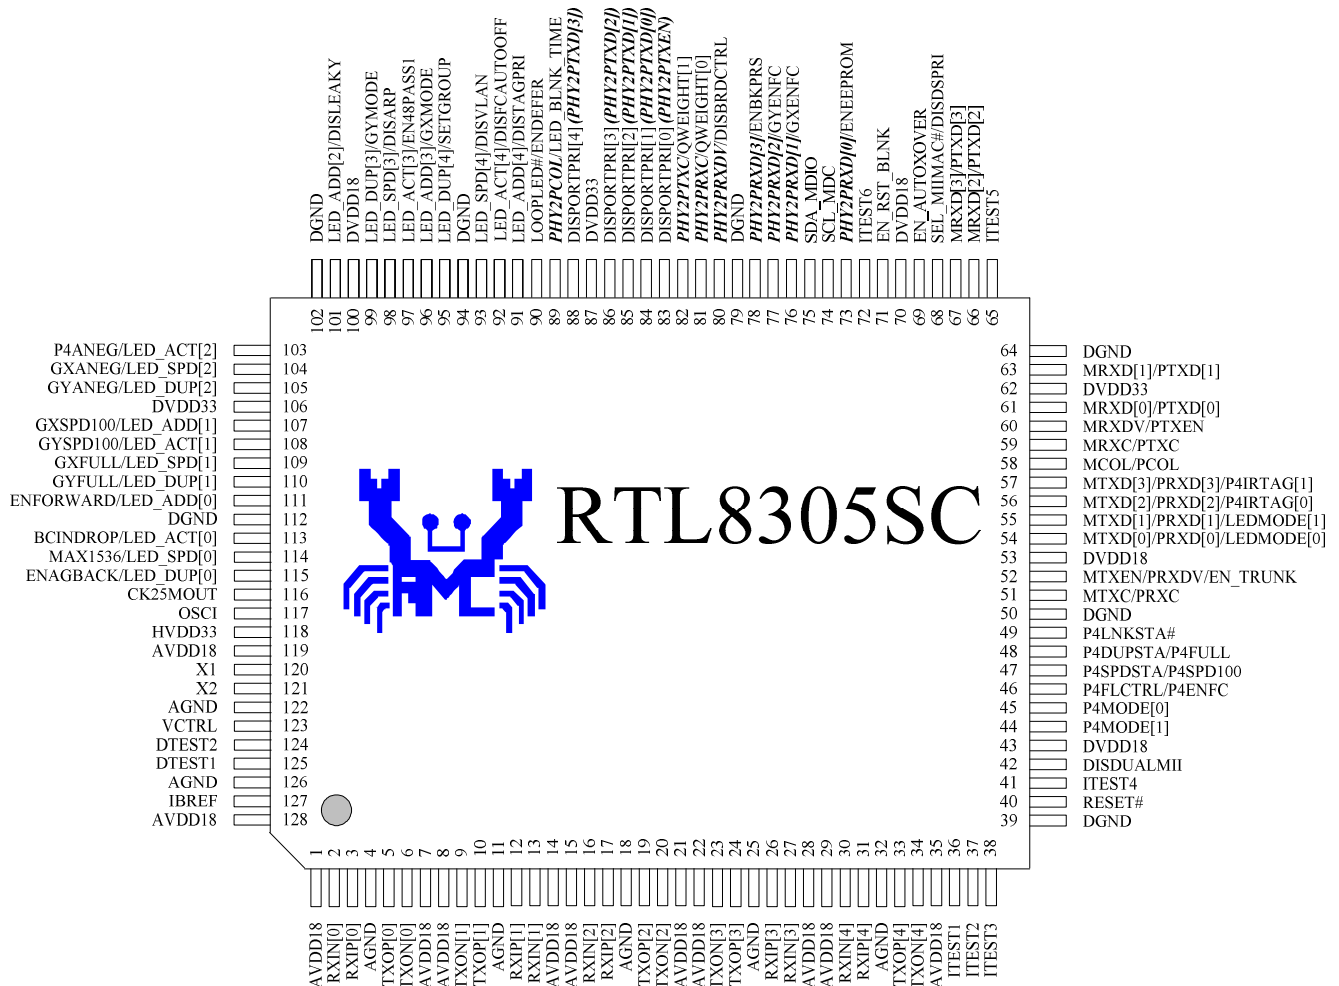 DGND
LED_ADD[2]/DISLEAKY
DVDD18
LED_DUP[3]/GYMODE
LED_SPD[3]/DISARP
LED_ACT[3]/EN48PASS1
LED_ADD[3]/GXMODE
LED_DUP[4]/SETGROUP
DGND
LED_SPD[4]/DISVLAN
LED_ACT[4]/DISFCAUTOOFF
LED_ADD[4]/DISTAGPRI
LOOPLED#/ENDEFER
PHY2PCOL/LED_BLNK_TIME
DISPORTPRI[4] (PHY2PTXD[3])
DVDD33
DISPORTPRI[3] (PHY2PTXD[2])
DISPORTPRI[2] (PHY2PTXD[1])
DISPORTPRI[1] (PHY2PTXD[0])
DISPORTPRI[0] (PHY2PTXEN)
PHY2PTXC/QWEIGHT[1]
PHY2PRXC/QWEIGHT[0]
PHY2PRXDV/DISBRDCTRL
DGND
PHY2PRXD[3]/ENBKPRS
PHY2PRXD[2]/GYENFC
PHY2PRXD[1]/GXENFC
SDA_MDIO
SCL_MDC
PHY2PRXD[0]/ENEEPROM
ITEST6
EN_RST_BLNK
DVDD18
EN_AUTOXOVER
SEL_MIIMAC#/DISDSPRI
MRXD[3]/PTXD[3]
MRXD[2]/PTXD[2]
ITEST5
102 101 100 99 98 97 96 95 94 93 92 91 90 89 88 87 86 85 84 83 82 81 80 79 78 77 76 75 74 73 72 71 70 69 68 67 66 65
P4ANEG/LED_ACT[2] 103
GXANEG/LED_SPD[2] 104
GYANEG/LED_DUP[2] 105
DVDD33 106
GXSPD100/LED_ADD[1] 107
GYSPD100/LED_ACT[1] 108
GXFULL/LED_SPD[1] 109
GYFULL/LED_DUP[1] 110
ENFORWARD/LED_ADD[0] 111
DGND 112
BCINDROP/LED_ACT[0] 113
MAX1536/LED_SPD[0] 114
ENAGBACK/LED_DUP[0] 115
CK25MOUT 116
OSCI 117
HVDD33 118
AVDD18 119
X1 120
X2 121
AGND 122
VCTRL 123
DTEST2 124
DTEST1 125
AGND 126
IBREF 127
AVDD18 128
RTL8305SC
64 DGND
63 MRXD[1]/PTXD[1]
62 DVDD33
61 MRXD[0]/PTXD[0]
60 MRXDV/PTXEN
59 MRXC/PTXC
58 MCOL/PCOL
57 MTXD[3]/PRXD[3]/P4IRTAG[1]
56 MTXD[2]/PRXD[2]/P4IRTAG[0]
55 MTXD[1]/PRXD[1]/LEDMODE[1]
54 MTXD[0]/PRXD[0]/LEDMODE[0]
53 DVDD18
52 MTXEN/PRXDV/EN_TRUNK
51 MTXC/PRXC
50 DGND
49 P4LNKSTA#
48 P4DUPSTA/P4FULL
47 P4SPDSTA/P4SPD100
46 P4FLCTRL/P4ENFC
45 P4MODE[0]
44 P4MODE[1]
43 DVDD18
42 DISDUALMII
41 ITEST4
40 RESET#
39 DGND
1 2 3 4 5 6 7 8 9 10 11 12 13 14 15 16 17 18 19 20 21 22 23 24 25 26 27 28 29 30 31 32 33 34 35 36 37 38
AVDD18
RXIN[0]
RXIP[0]
AGND
TXOP[0]
TXON[0]
AVDD18
AVDD18
TXON[1]
TXOP[1]
AGND
RXIP[1]
RXIN[1]
AVDD18
AVDD18
RXIN[2]
RXIP[2]
AGND
TXOP[2]
TXON[2]
AVDD18
AVDD18
TXON[3]
TXOP[3]
AGND
RXIP[3]
RXIN[3]
AVDD18
AVDD18
RXIN[4]
RXIP[4]
AGND
TXOP[4]
TXON[4]
AVDD18
ITEST1
ITEST2
ITEST3